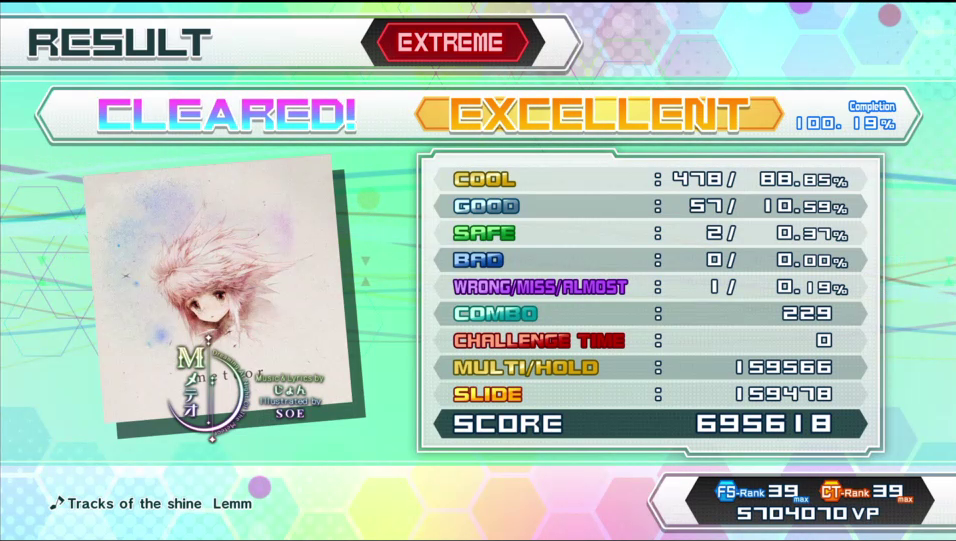 RESULT
EXTREME
CLEARED!
EXCELLENT
Completion
100.19%
COOL : 478/ 88.85%
GOOD : 57/ 10.59%
SAFE : 2/ 0.37%
BAD : 0/ 0.00%
WRONG/MISS/ALMOST : 1/ 0.19%
COMBO : 229
CHALLENGE TIME : 0
MULTI/HOLD : 159566
SLIDE : 159478
SCORE 695618
M
メテオ
meteor
Music & Lyrics by
じょん
Illustrated by
SOE
♪ Tracks of the shine Lemm
FS-Rank 39 max CT-Rank 39 max
5704070 VP